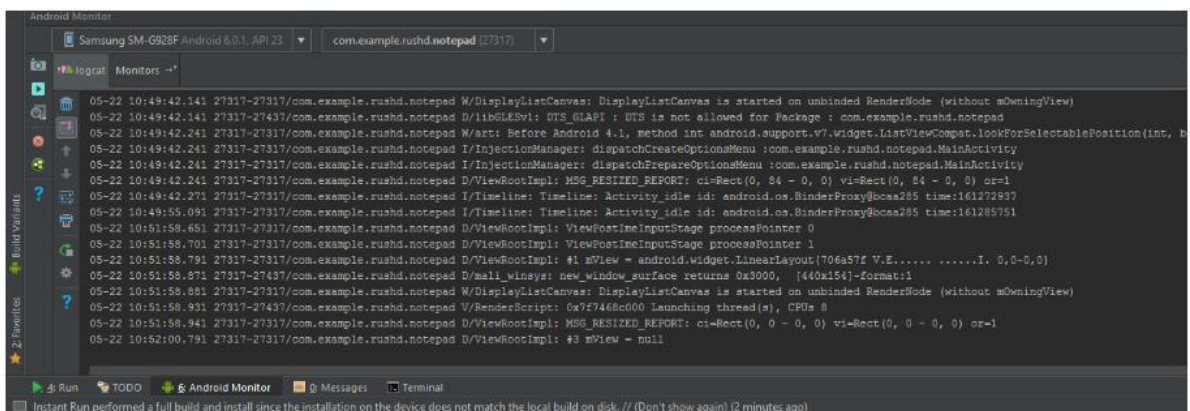 Android Monitor
Samsung SM-G928F Android 6.0.1, API 23
com.example.rushd.notepad (27317)
logcat Monitors
05-22 10:49:42.141 27317-27317/com.example.rushd.notepad W/DisplayListCanvas: DisplayListCanvas is started on unbinded RenderNode (without mOwningView)
05-22 10:49:42.141 27317-27437/com.example.rushd.notepad D/libGLESv1: DTS_GLAPI : DTS is not allowed for Package : com.example.rushd.notepad
05-22 10:49:42.241 27317-27317/com.example.rushd.notepad W/art: Before Android 4.1, method int android.support.v7.widget.ListViewCompat.lookForSelectablePosition(int, b
05-22 10:49:42.241 27317-27317/com.example.rushd.notepad I/InjectionManager: dispatchCreateOptionsMenu :com.example.rushd.notepad.MainActivity
05-22 10:49:42.241 27317-27317/com.example.rushd.notepad I/InjectionManager: dispatchPrepareOptionsMenu :com.example.rushd.notepad.MainActivity
05-22 10:49:42.241 27317-27317/com.example.rushd.notepad D/ViewRootImpl: MSG_RESIZED_REPORT: ci=Rect(0, 84 - 0, 0) vi=Rect(0, 84 - 0, 0) or=1
05-22 10:49:42.271 27317-27317/com.example.rushd.notepad I/Timeline: Timeline: Activity_idle id: android.os.BinderProxy@bcaa285 time:161272937
05-22 10:49:55.091 27317-27317/com.example.rushd.notepad I/Timeline: Timeline: Activity_idle id: android.os.BinderProxy@bcaa285 time:161285751
05-22 10:51:58.651 27317-27317/com.example.rushd.notepad D/ViewRootImpl: ViewPostImeInputStage processPointer 0
05-22 10:51:58.701 27317-27317/com.example.rushd.notepad D/ViewRootImpl: ViewPostImeInputStage processPointer 1
05-22 10:51:58.791 27317-27317/com.example.rushd.notepad D/ViewRootImpl: #1 mView = android.widget.LinearLayout{706a57f V.E...... ......I. 0,0-0,0}
05-22 10:51:58.871 27317-27437/com.example.rushd.notepad D/mali_winsys: new_window_surface returns 0x3000, [440x154]-format:1
05-22 10:51:58.881 27317-27317/com.example.rushd.notepad W/DisplayListCanvas: DisplayListCanvas is started on unbinded RenderNode (without mOwningView)
05-22 10:51:58.931 27317-27437/com.example.rushd.notepad V/RenderScript: 0x7f7468c000 Launching thread(s), CPUs 8
05-22 10:51:58.941 27317-27317/com.example.rushd.notepad D/ViewRootImpl: MSG_RESIZED_REPORT: ci=Rect(0, 0 - 0, 0) vi=Rect(0, 0 - 0, 0) or=1
05-22 10:52:00.791 27317-27317/com.example.rushd.notepad D/ViewRootImpl: #3 mView = null
Build Variants
2: Favorites
4: Run TODO 6: Android Monitor 0: Messages Terminal
Instant Run performed a full build and install since the installation on the device does not match the local build on disk. // (Don't show again) (2 minutes ago)